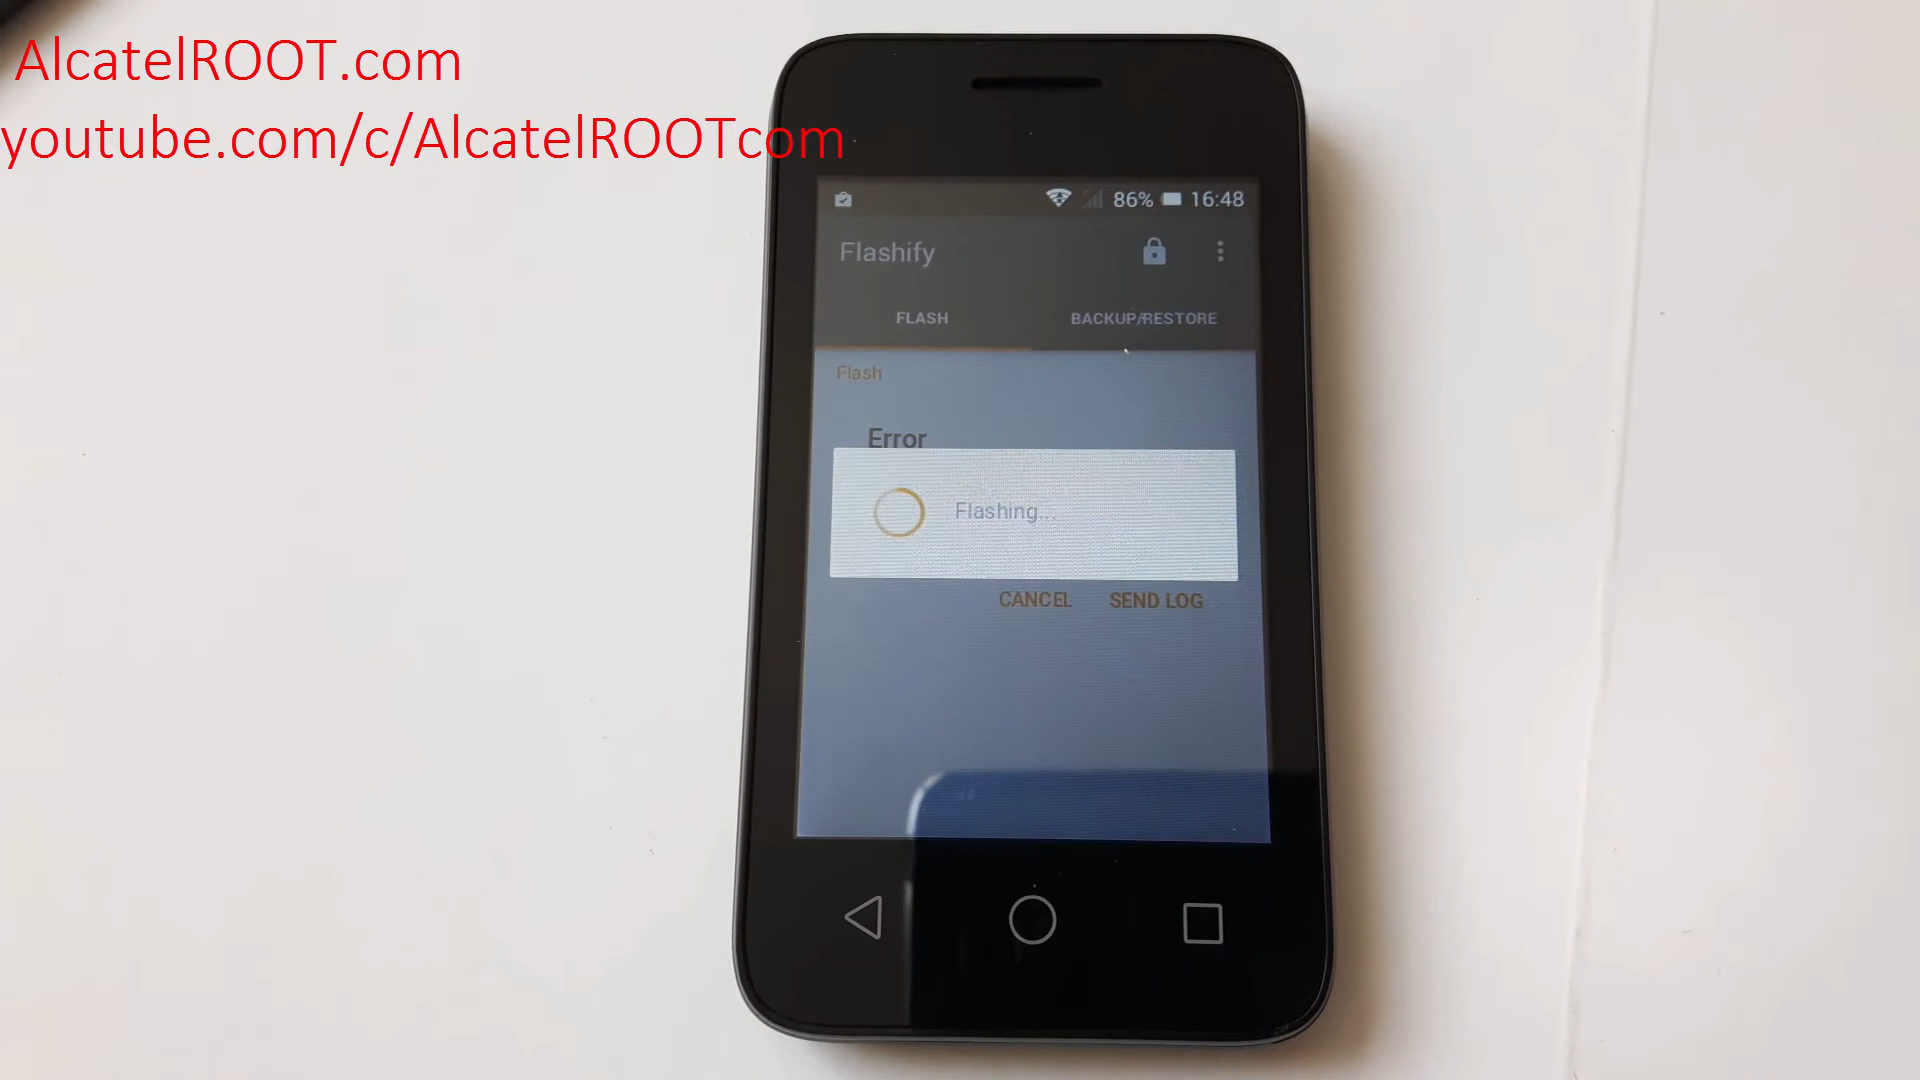 AlcatelROOT.com
youtube.com/c/AlcatelROOTcom
86% 16:48
Flashify
FLASH BACKUP/RESTORE
Flash
Error
Flashing...
CANCEL SEND LOG